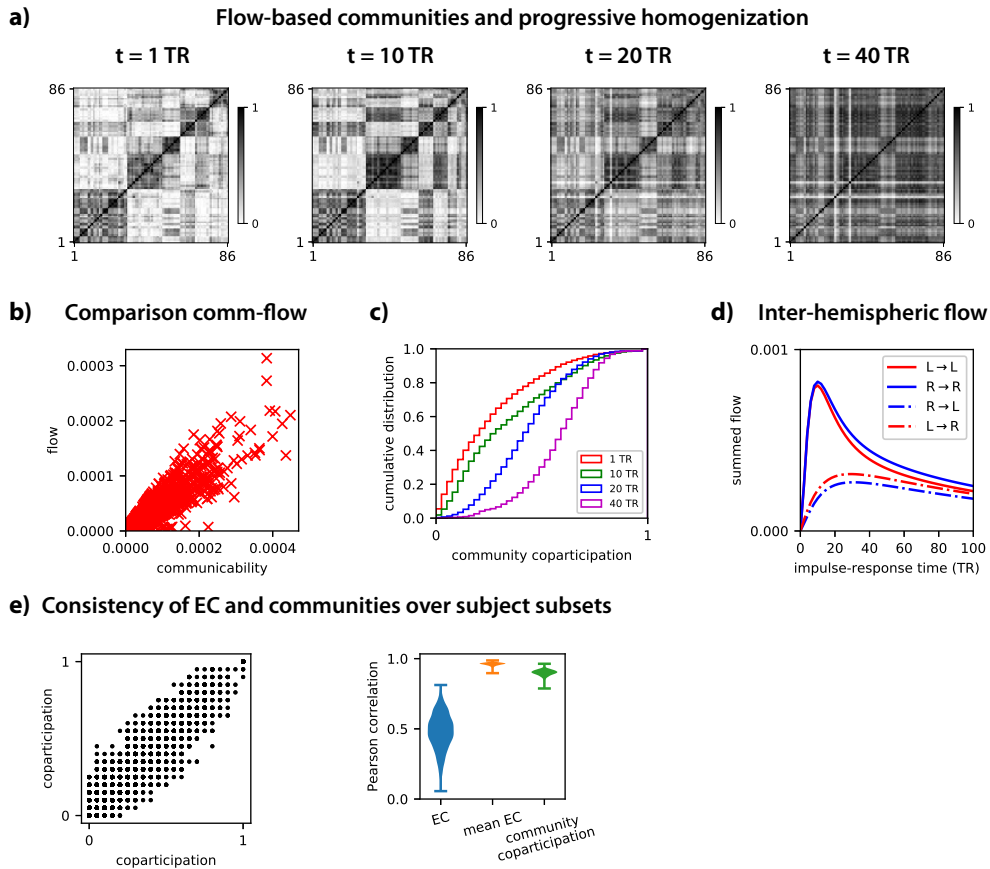 a) Flow-based communities and progressive homogenization
t = 1 TR
t = 10 TR
t = 20 TR
t = 40 TR
86
1
1
86
1
0
86
1
1
86
1
0
86
1
1
86
1
0
86
1
1
86
1
0
b) Comparison comm-flow
flow
0.0003
0.0002
0.0001
0.0000
0.0000 0.0002 0.0004
communicability
c)
cumulative distribution
1.0
0.8
0.6
0.4
0.2
0.0
1 TR
10 TR
20 TR
40 TR
0 1
community coparticipation
d) Inter-hemispheric flow
summed flow
0.001
0.000
L → L
R → R
R → L
L → R
0 20 40 60 80 100
impulse-response time (TR)
e) Consistency of EC and communities over subject subsets
coparticipation
1
0
0 1
coparticipation
Pearson correlation
1.0
0.5
0.0
EC
mean EC
community
coparticipation